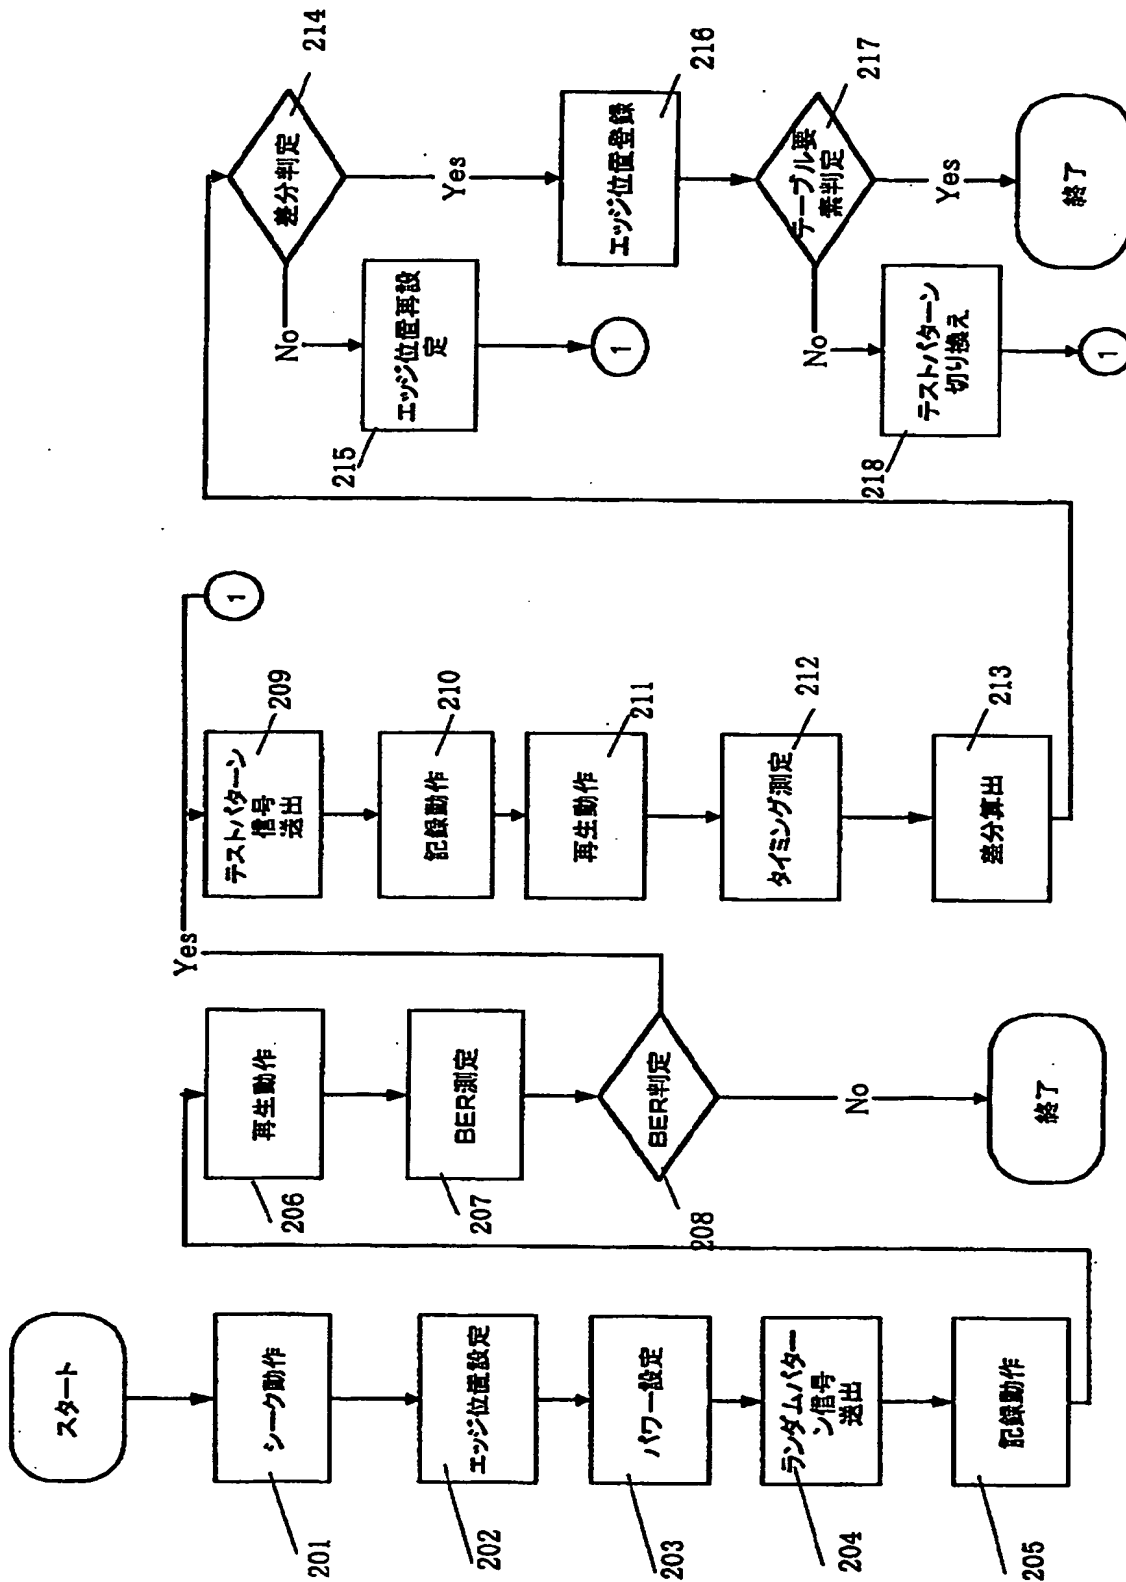 スタート
シーク動作
201
エッジ位置設定
202
パワー設定
203
ランダムパター
ン信号
送出
204
記録動作
205
再生動作
206
BER測定
207
BER判定
208
No
終了
Yes
1
テストパターン
信号
送出
209
記録動作
210
再生動作
211
タイミング測定
212
差分算出
213
差分判定
214
No
エッジ位置再設
定
215
1
Yes
エッジ位置登録
216
テーブル要
素判定
217
No
テストパターン
切り換え
218
1
Yes
終了